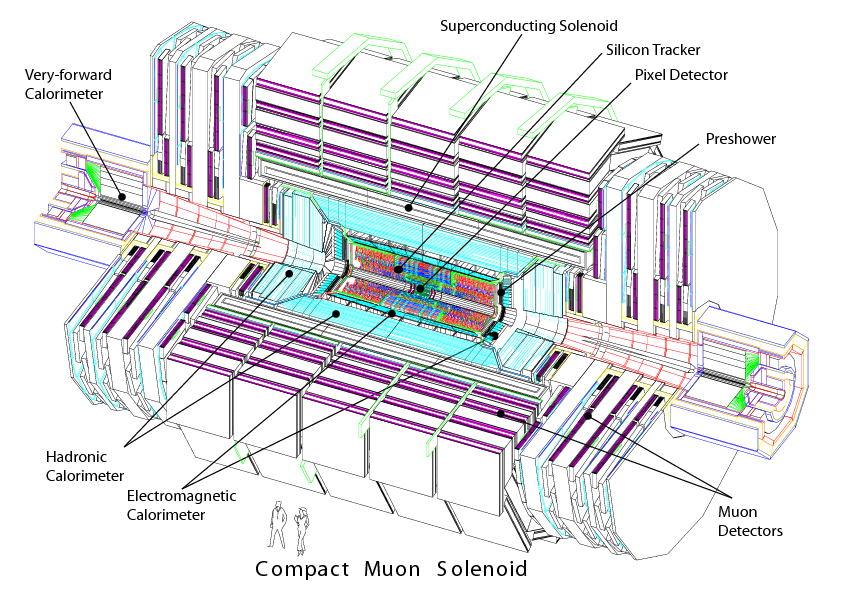 Superconducting Solenoid
Silicon Tracker
Very-forward
Calorimeter
Pixel Detector
Preshower
Hadronic
Calorimeter
Electromagnetic
Calorimeter
Muon
Detectors
Compact Muon Solenoid